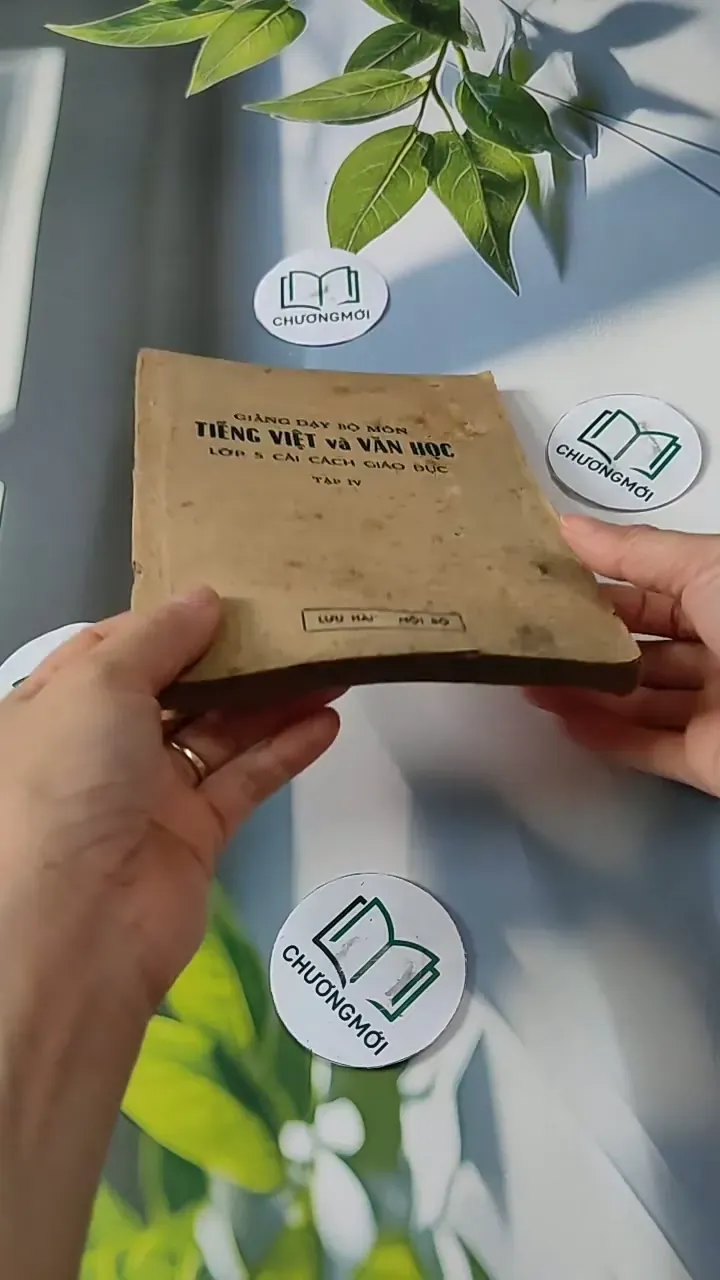 CHƯƠNGMỚI
CHƯƠNGMỚI
GIẢNG DẠY BỘ MÔN
TIẾNG VIỆT và VĂN HỌC
LỚP 5 CẢI CÁCH GIÁO DỤC
TẬP IV
LƯU HÀNH NỘI BỘ
CHƯƠNGMỚI